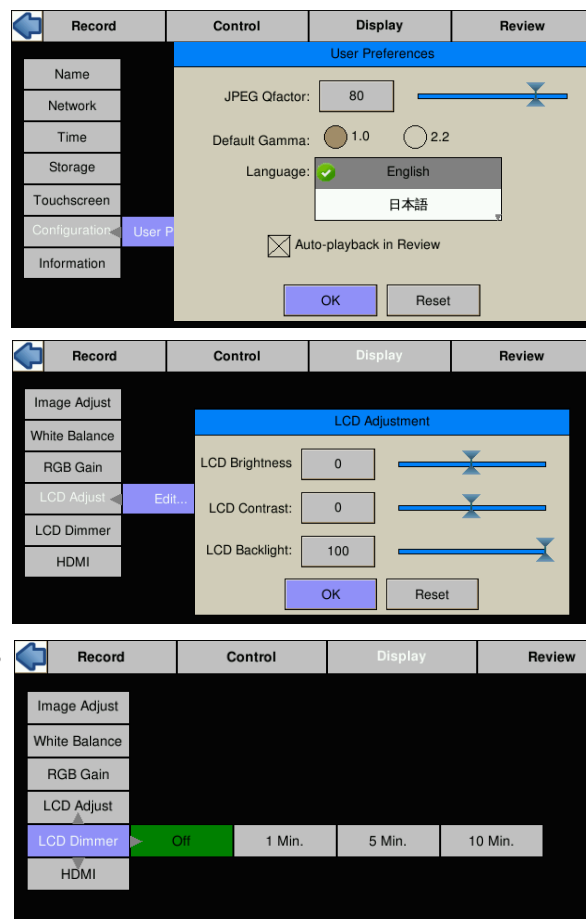 Record Control Display Review
User Preferences
Name
JPEG Qfactor: 80
Network
Time
Default Gamma: 1.0 2.2
Storage
Language: English
Touchscreen
日本語
Configuration User P
Auto-playback in Review
Information
OK Reset
Record Control Display Review
Image Adjust
LCD Adjustment
White Balance
RGB Gain
LCD Brightness 0
LCD Adjust Edit...
LCD Contrast: 0
LCD Dimmer
LCD Backlight: 100
HDMI
OK Reset
Record Control Display Review
Image Adjust
White Balance
RGB Gain
LCD Adjust
LCD Dimmer Off 1 Min. 5 Min. 10 Min.
HDMI